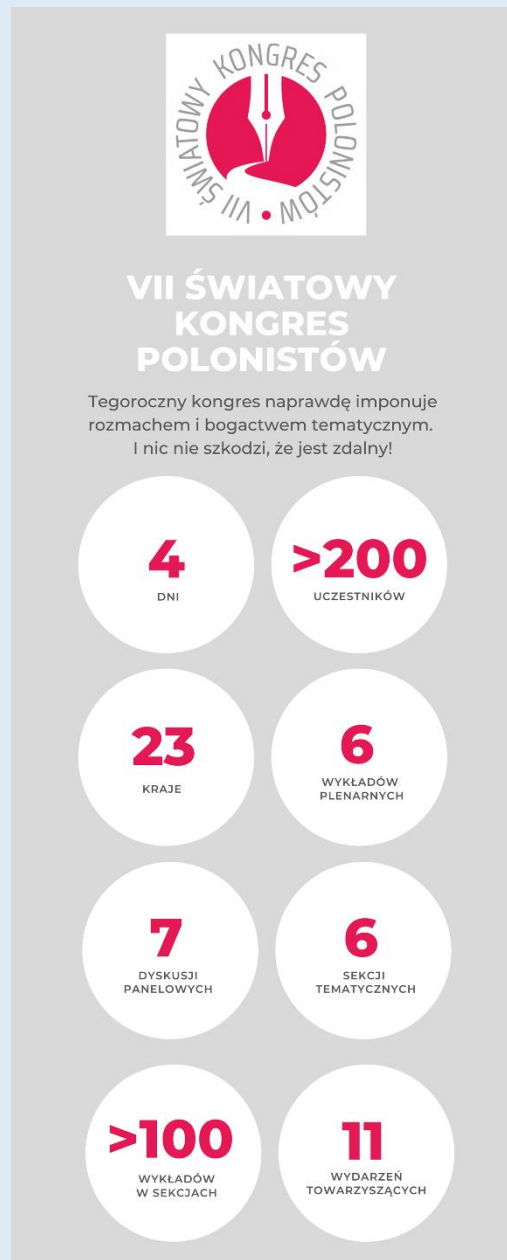 VII ŚWIATOWY KONGRES POLONISTÓW
VII ŚWIATOWY
KONGRES
POLONISTÓW
Tegoroczny kongres naprawdę imponuje
rozmachem i bogactwem tematycznym.
I nic nie szkodzi, że jest zdalny!
4
DNI
>200
UCZESTNIKÓW
23
KRAJE
6
WYKŁADÓW
PLENARNYCH
7
DYSKUSJI
PANELOWYCH
6
SEKCJI
TEMATYCZNYCH
>100
WYKŁADÓW
W SEKCJACH
11
WYDARZEŃ
TOWARZYSZĄCYCH